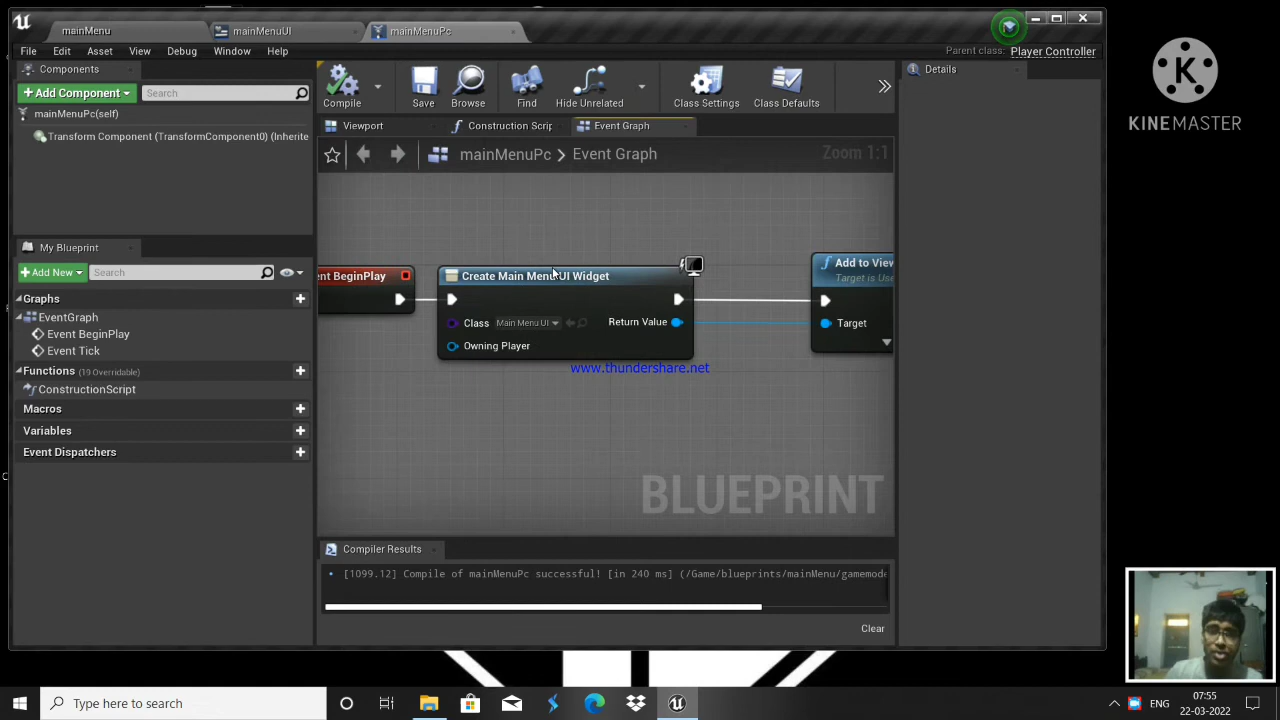 mainMenu
mainMenuUI
mainMenuPc
File Edit Asset View Debug Window Help
Parent class: Player Controller
Components
Add Component
Search
mainMenuPc(self)
Transform Component (TransformComponent0) (Inherite
My Blueprint
Add New
Search
Graphs
EventGraph
Event BeginPlay
Event Tick
Functions (19 Overridable)
ConstructionScript
Macros
Variables
Event Dispatchers
Compile
Save
Browse
Find
Hide Unrelated
Class Settings
Class Defaults
Viewport
Construction Scrip
Event Graph
mainMenuPc > Event Graph
Zoom 1:1
ent BeginPlay
Create Main Menu UI Widget
Class Main Menu UI
Return Value
Owning Player
Add to View
Target is Use
Target
www.thundershare.net
BLUEPRINT
Compiler Results
[1099.12] Compile of mainMenuPc successful! [in 240 ms] (/Game/blueprints/mainMenu/gamemode
Clear
Details
K
KINEMASTER
Type here to search
ENG
07:55
22-03-2022